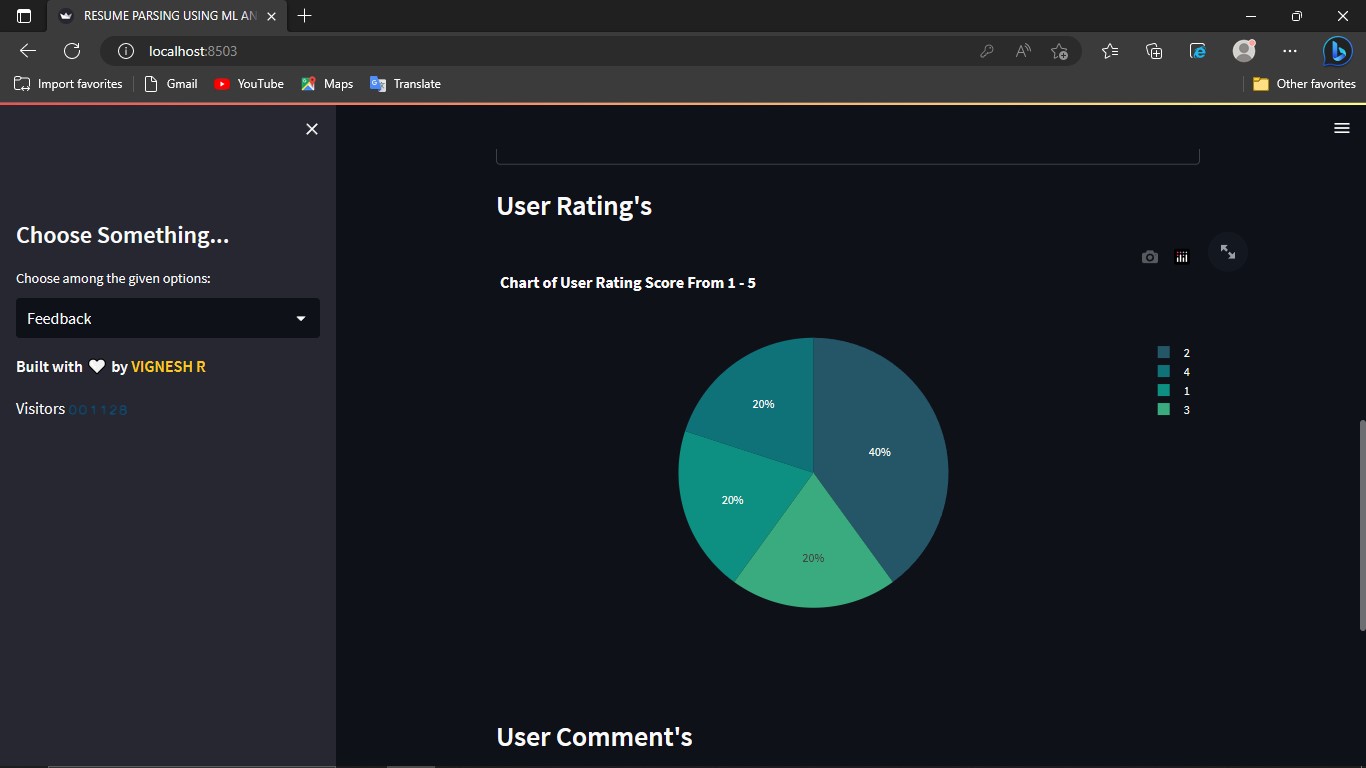 RESUME PARSING USING ML AN
localhost:8503
Import favorites
Gmail
YouTube
Maps
Translate
Other favorites
Choose Something...
Choose among the given options:
Feedback
Built with 🤍 by VIGNESH R
Visitors 001128
User Rating's
Chart of User Rating Score From 1 - 5
2
4
1
3
20%
40%
20%
20%
User Comment's